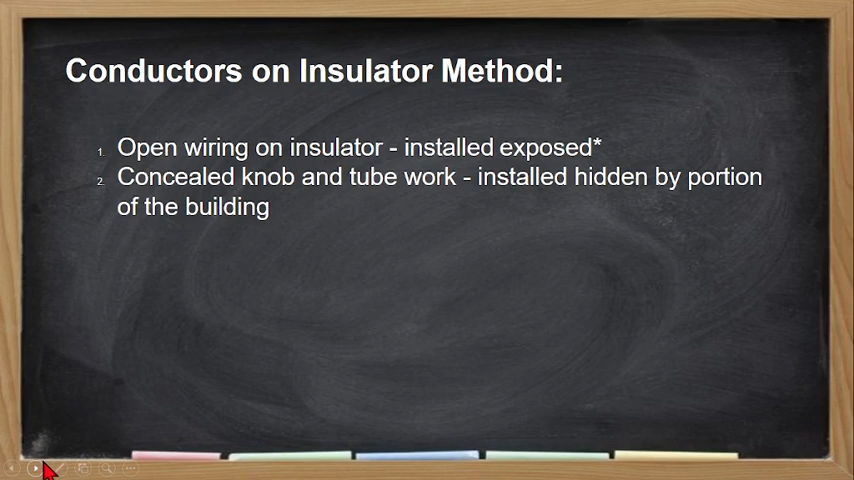 Conductors on Insulator Method:
1. Open wiring on insulator - installed exposed*
2. Concealed knob and tube work - installed hidden by portion
of the building